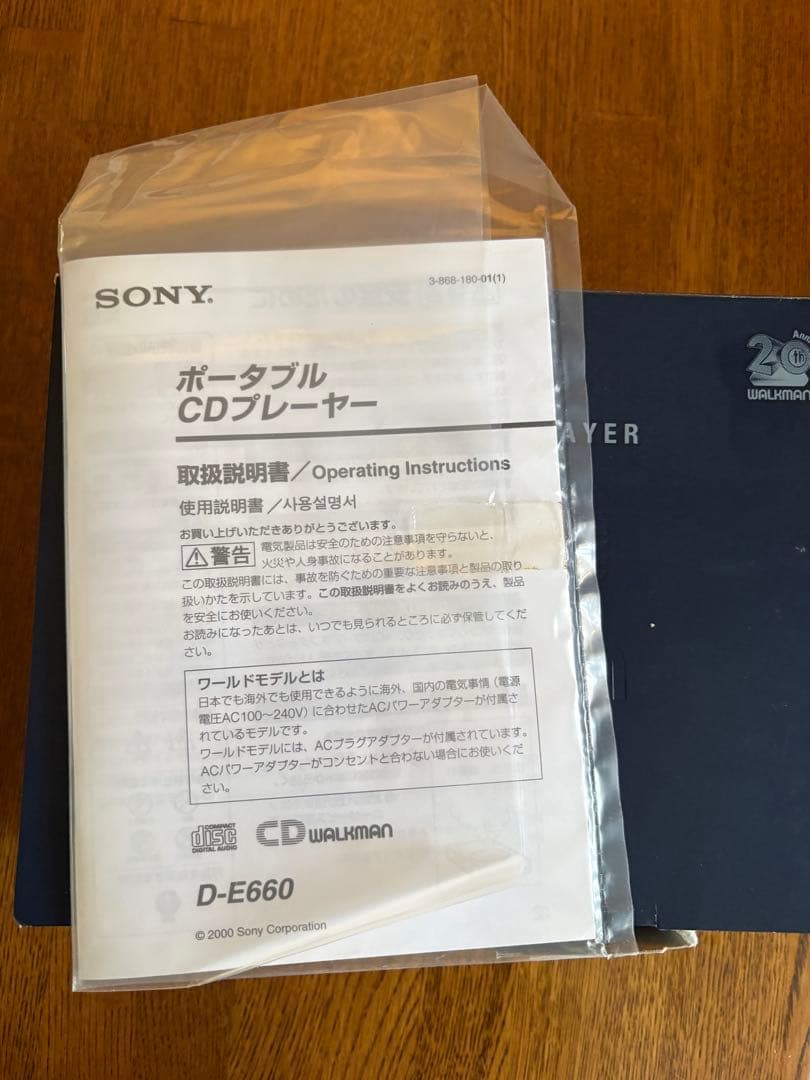 SONY®
3-868-180-01(1)
ポータブル
CDプレーヤー
取扱説明書/Operating Instructions
使用説明書/사용설명서
お買い上げいただきありがとうございます。
警告
電気製品は安全のための注意事項を守らないと、
火災や人身事故になることがあります。
この取扱説明書には、事故を防ぐための重要な注意事項と製品の取り
扱いかたを示しています。この取扱説明書をよくお読みのうえ、製品
を安全にお使いください。
お読みになったあとは、いつでも見られるところに必ず保管してくだ
さい。
ワールドモデルとは
日本でも海外でも使用できるように海外、国内の電気事情(電源
電圧AC100〜240V)に合わせたACパワーアダプターが付属さ
れているモデルです。
ワールドモデルには、ACプラグアダプターが付属されています。
ACパワーアダプターがコンセントと合わない場合にお使いくだ
さい。
COMPACT
disc
DIGITAL AUDIO
CD WALKMAN
D-E660
© 2000 Sony Corporation
AYER
20th
WALKMAN